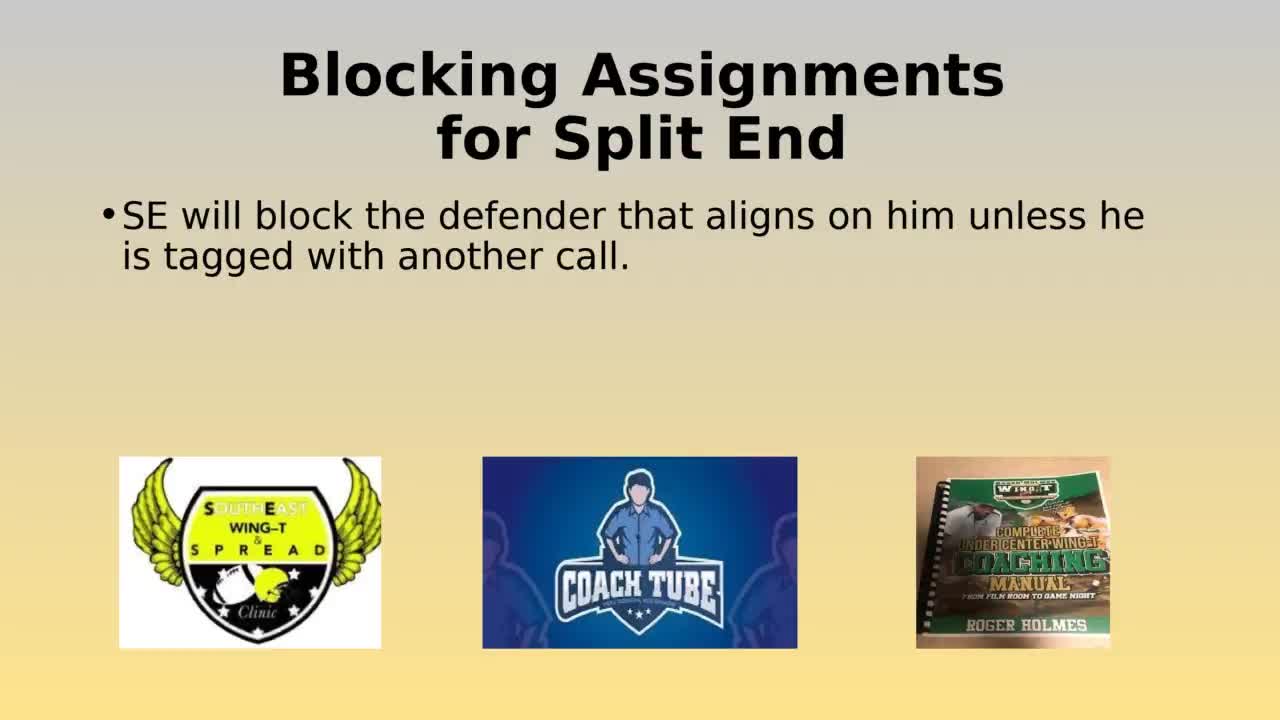 Blocking Assignments
for Split End
• SE will block the defender that aligns on him unless he
is tagged with another call.
SOUTHEAST
WING-T
&
SPREAD
Clinic
COACH TUBE
WING-T
COMPLETE
UNDER CENTER WING-T
COACHING
MANUAL
FROM FILM ROOM TO GAME NIGHT
ROGER HOLMES